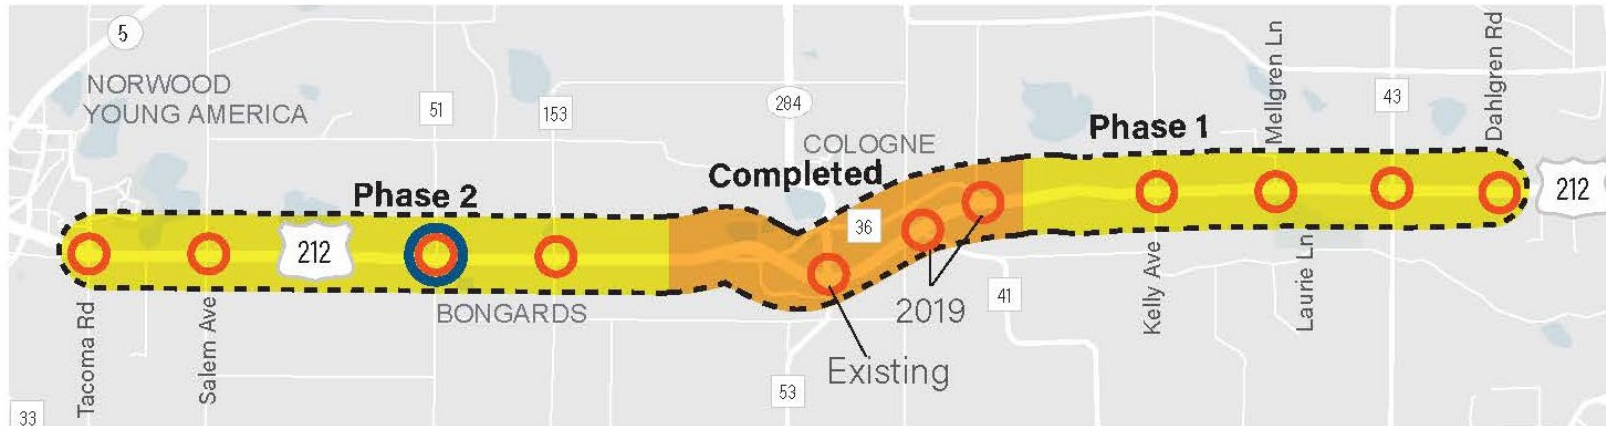 5
NORWOOD
YOUNG AMERICA
51
153
284
COLOGNE
Phase 1
Mellgren Ln
43
Dahlgren Rd
Phase 2
Completed
212
212
36
BONGARDS
2019
41
Existing
53
33
Tacoma Rd
Salem Ave
Kelly Ave
Laurie Ln